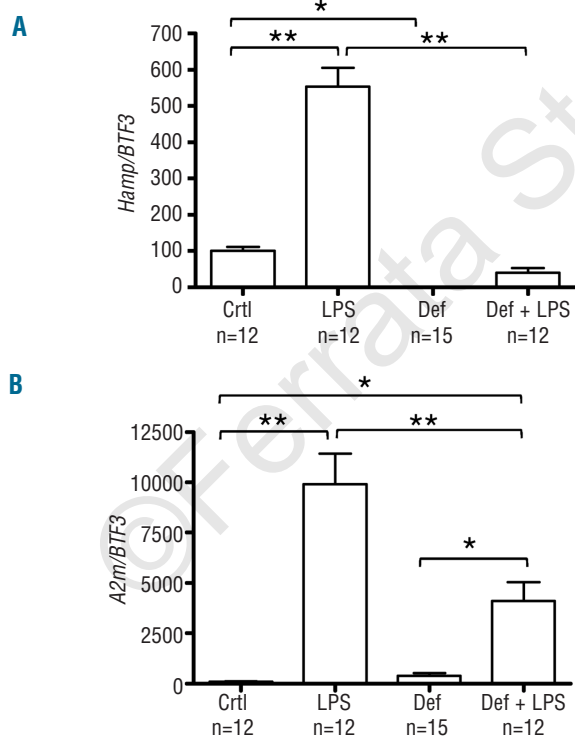 A
*
** **
700
600
500
400
300
200
100
0
Hamp/BTF3
Crtl LPS Def Def + LPS
n=12 n=12 n=15 n=12
B
*
** **
*
12500
10000
7500
5000
2500
0
A2m/BTF3
Crtl LPS Def Def + LPS
n=12 n=12 n=15 n=12
©Ferrata St